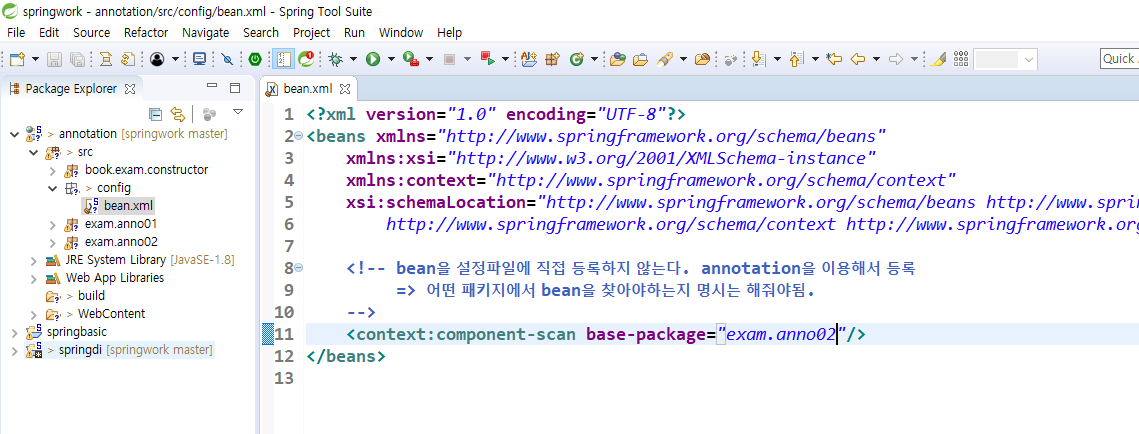 springwork - annotation/src/config/bean.xml - Spring Tool Suite
File Edit Source Refactor Navigate Search Project Run Window Help
Quick
Package Explorer
annotation [springwork master]
src
book.exam.constructor
config
bean.xml
exam.anno01
exam.anno02
JRE System Library [JavaSE-1.8]
Web App Libraries
build
WebContent
springbasic
springdi [springwork master]
bean.xml
1 <?xml version="1.0" encoding="UTF-8"?>
2 <beans xmlns="http://www.springframework.org/schema/beans"
3 xmlns:xsi="http://www.w3.org/2001/XMLSchema-instance"
4 xmlns:context="http://www.springframework.org/schema/context"
5 xsi:schemaLocation="http://www.springframework.org/schema/beans http://www.spri
6 http://www.springframework.org/schema/context http://www.springframework.org
7
8 <!-- bean을 설정파일에 직접 등록하지 않는다. annotation을 이용해서 등록
9 => 어떤 패키지에서 bean을 찾아야하는지 명시는 해줘야됨.
10 -->
11 <context:component-scan base-package="exam.anno02"/>
12 </beans>
13